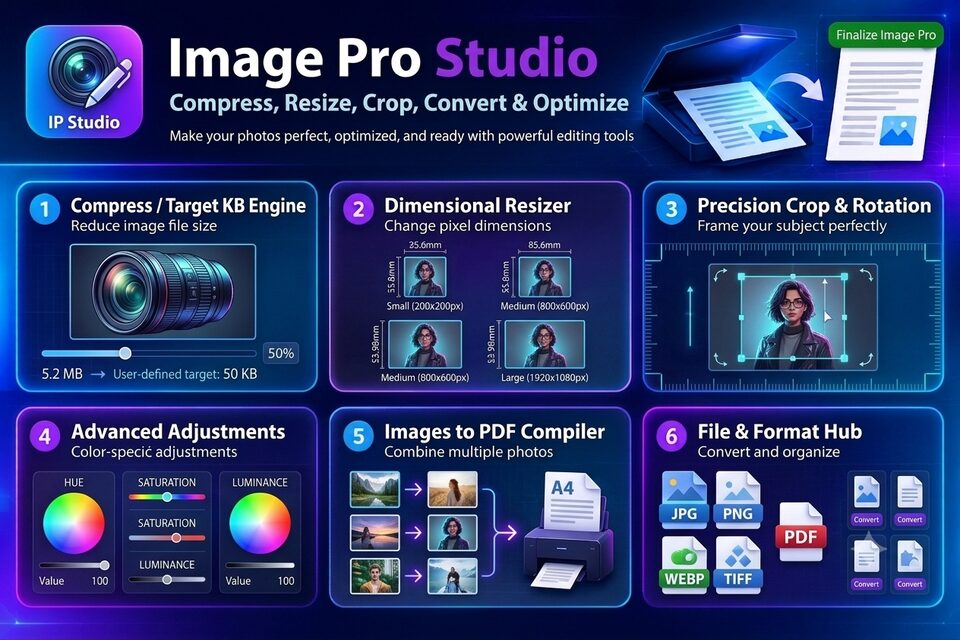 IP Studio
Image Pro Studio
Compress, Resize, Crop, Convert & Optimize
Make your photos perfect, optimized, and ready with powerful editing tools
Finalize Image Pro
1
Compress / Target KB Engine
Reduce image file size
50%
5.2 MB → User-defined target: 50 KB
2
Dimensional Resizer
Change pixel dimensions
35.6mm
85.6mm
Small (200x200px)
Medium (800x600px)
53.98mm
Medium (800x600px)
Large (1920x1080px)
3
Precision Crop & Rotation
Frame your subject perfectly
4
Advanced Adjustments
Color-specić adjustments
HUE
Value 100
SATURATION
SATURATION
LUMINANCE
LUMINANCE
Value 100
5
Images to PDF Compiler
Combine multiple photos
A4
6
File & Format Hub
Convert and organize
JPG
PNG
WEBP
TIFF
PDF
Convert
Convert
Convert
Convert